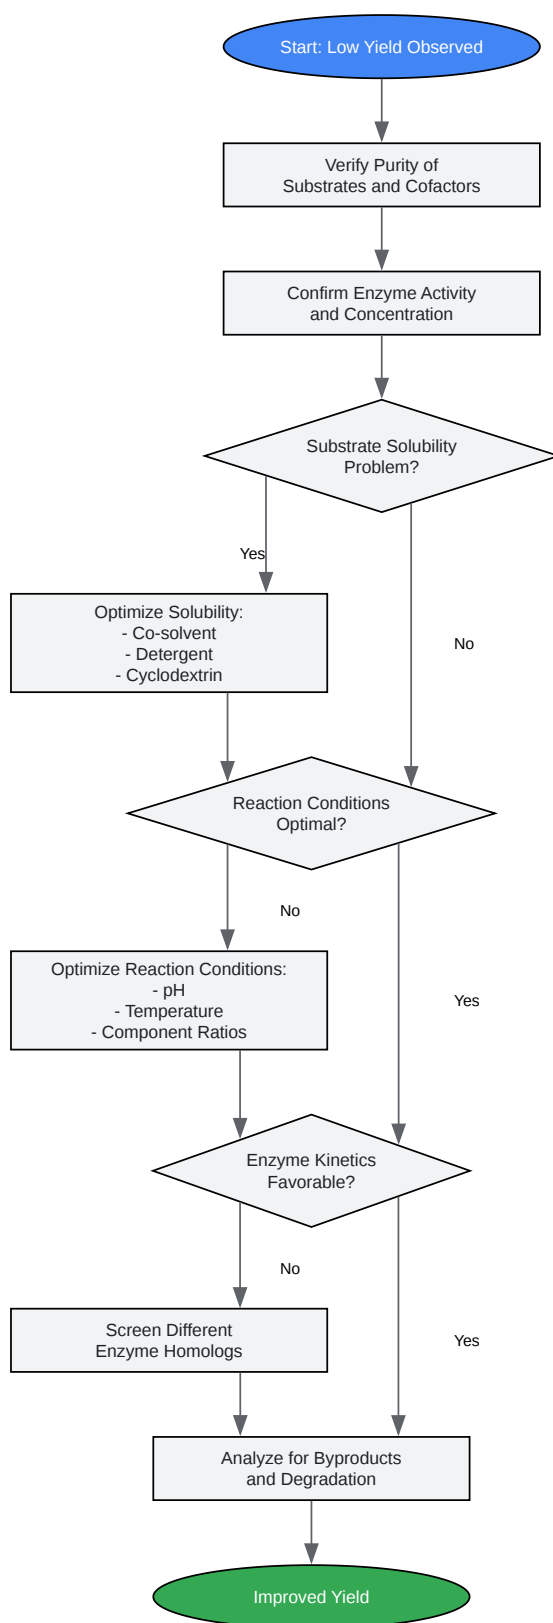 Start: Low Yield Observed
Verify Purity of
Substrates and Cofactors
Confirm Enzyme Activity
and Concentration
Substrate Solubility
Problem?
Yes
Optimize Solubility:
- Co-solvent
- Detergent
- Cyclodextrin
No
Reaction Conditions
Optimal?
No
Optimize Reaction Conditions:
- pH
- Temperature
- Component Ratios
Yes
Enzyme Kinetics
Favorable?
No
Screen Different
Enzyme Homologs
Yes
Analyze for Byproducts
and Degradation
Improved Yield